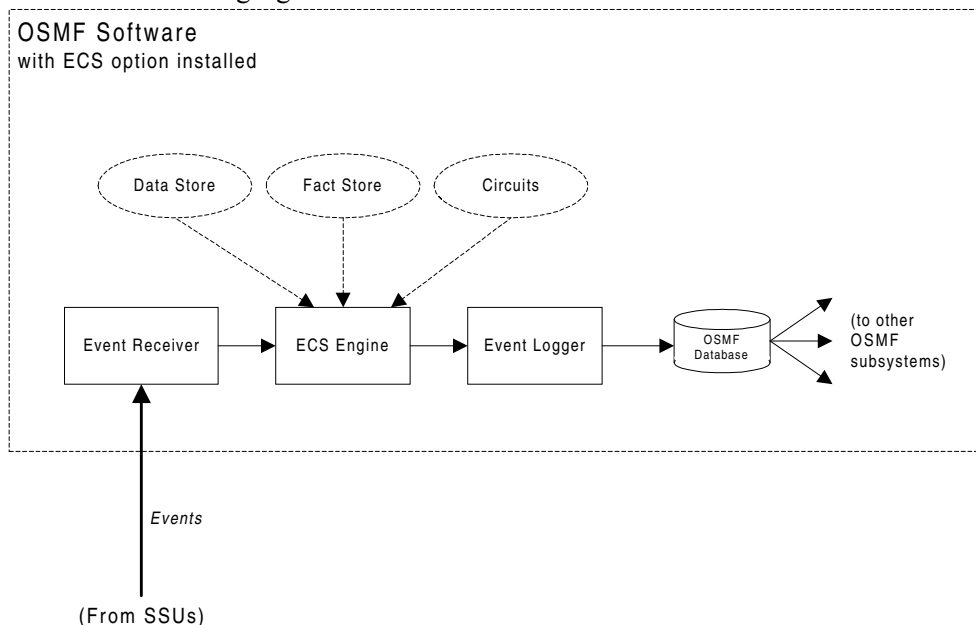 OSMF Software
with ECS option installed
Data Store
Fact Store
Circuits
Event Receiver
ECS Engine
Event Logger
OSMF
Database
(to other
OSMF
subsystems)
Events
(From SSUs)